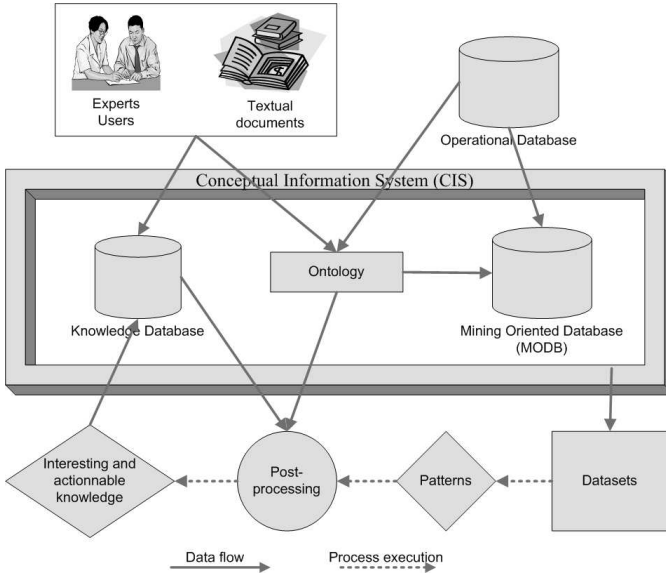 Experts
Users
Textual
documents
Operational Database
Conceptual Information System (CIS)
Ontology
Knowledge Database
Mining Oriented Database
(MODB)
Interesting and
actionnable
knowledge
Post-
processing
Patterns
Datasets
Data flow
Process execution